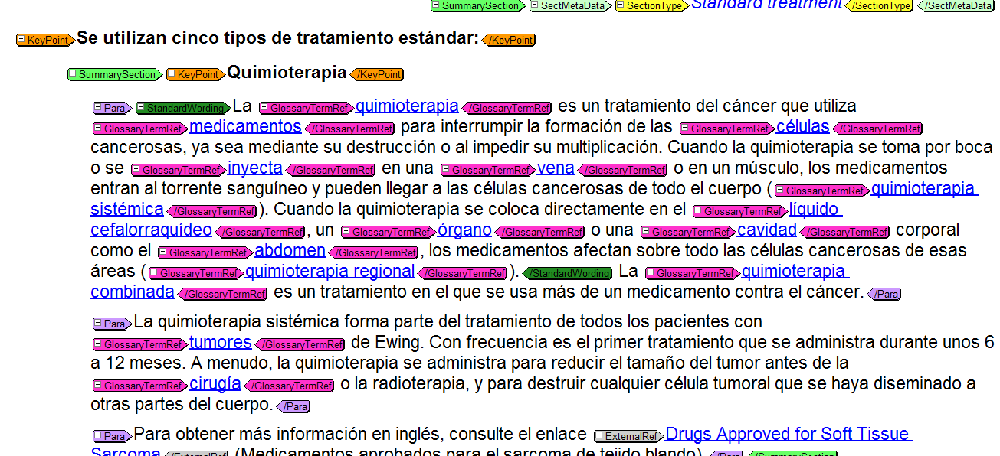 SummarySection SectMetaData SectionType Standard treatment /SectionType /SectMetaData
KeyPoint Se utilizan cinco tipos de tratamiento estándar: /KeyPoint
SummarySection KeyPoint Quimioterapia /KeyPoint
Para StandardWording La GlossaryTermRef quimioterapia /GlossaryTermRef es un tratamiento del cáncer que utiliza
GlossaryTermRef medicamentos /GlossaryTermRef para interrumpir la formación de las GlossaryTermRef células /GlossaryTermRef
cancerosas, ya sea mediante su destrucción o al impedir su multiplicación. Cuando la quimioterapia se toma por boca
o se GlossaryTermRef inyecta /GlossaryTermRef en una GlossaryTermRef vena /GlossaryTermRef o en un músculo, los medicamentos
entran al torrente sanguíneo y pueden llegar a las células cancerosas de todo el cuerpo ( GlossaryTermRef quimioterapia
sistémica /GlossaryTermRef ). Cuando la quimioterapia se coloca directamente en el GlossaryTermRef líquido
cefalorraquídeo /GlossaryTermRef , un GlossaryTermRef órgano /GlossaryTermRef o una GlossaryTermRef cavidad /GlossaryTermRef corporal
como el GlossaryTermRef abdomen /GlossaryTermRef , los medicamentos afectan sobre todo las células cancerosas de esas
áreas ( GlossaryTermRef quimioterapia regional /GlossaryTermRef ). /StandardWording La GlossaryTermRef quimioterapia
combinada /GlossaryTermRef es un tratamiento en el que se usa más de un medicamento contra el cáncer. /Para
Para La quimioterapia sistémica forma parte del tratamiento de todos los pacientes con
GlossaryTermRef tumores /GlossaryTermRef de Ewing. Con frecuencia es el primer tratamiento que se administra durante unos 6
a 12 meses. A menudo, la quimioterapia se administra para reducir el tamaño del tumor antes de la
GlossaryTermRef cirugía /GlossaryTermRef o la radioterapia, y para destruir cualquier célula tumoral que se haya diseminado a
otras partes del cuerpo. /Para
Para Para obtener más información en inglés, consulte el enlace ExternalRef Drugs Approved for Soft Tissue
Sarcoma /ExternalRef (Medicamentos aprobados para el sarcoma de tejido blando). /Para /SummarySection